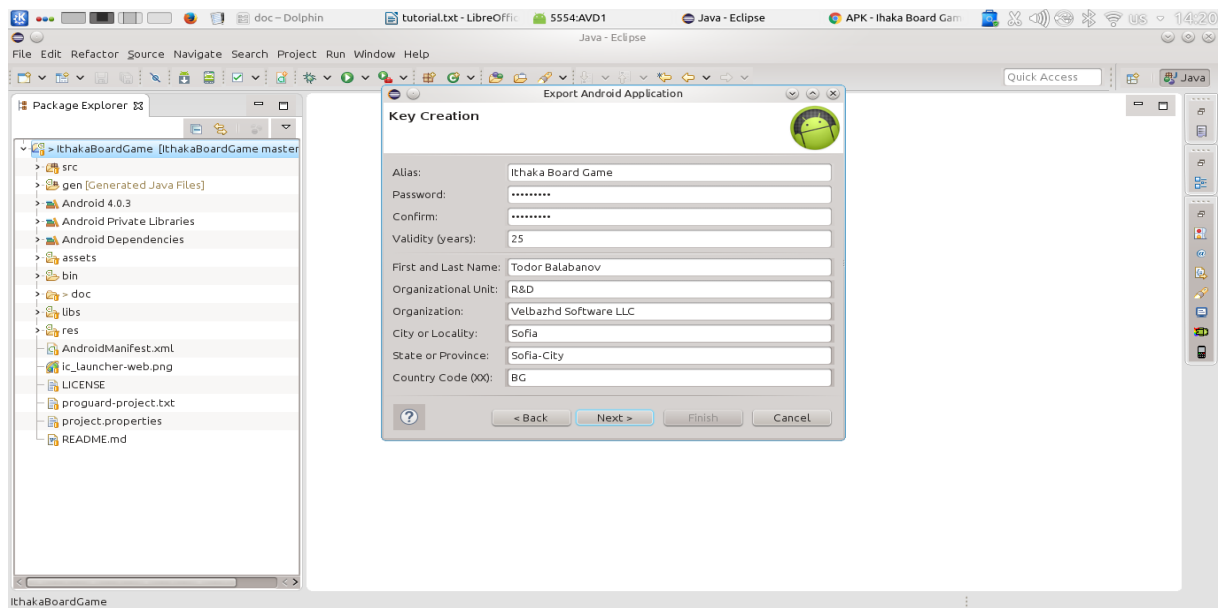 doc – Dolphin tutorial.txt - LibreOffic 5554:AVD1 Java - Eclipse APK - Ihaka Board Gam US 14:20
Java - Eclipse
File Edit Refactor Source Navigate Search Project Run Window Help
Quick Access Java
Package Explorer
> IthakaBoardGame [IthakaBoardGame master
src
gen [Generated Java Files]
Android 4.0.3
Android Private Libraries
Android Dependencies
assets
bin
> doc
libs
res
AndroidManifest.xml
ic_launcher-web.png
LICENSE
proguard-project.txt
project.properties
README.md
Export Android Application
Key Creation
Alias: Ithaka Board Game
Password: •••••••••
Confirm: •••••••••
Validity (years): 25
First and Last Name: Todor Balabanov
Organizational Unit: R&D
Organization: Velbazhd Software LLC
City or Locality: Sofia
State or Province: Sofia-City
Country Code (XX): BG
? < Back Next > Finish Cancel
IthakaBoardGame